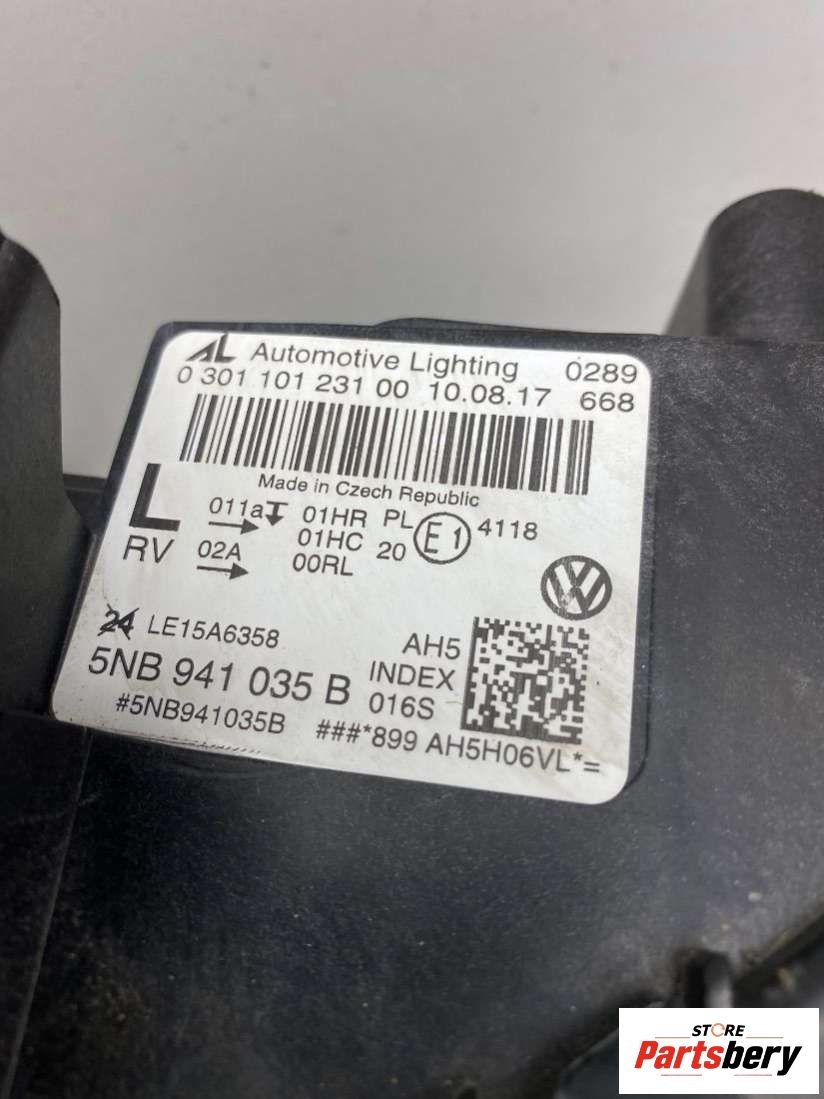 AL Automotive Lighting 0289
0 301 101 231 00 10.08.17 668
Made in Czech Republic
L 011a 01HR PL E1 4118
RV 02A 01HC 20
00RL
24 LE15A6358 AH5
5NB 941 035 B INDEX
#5NB941035B 016S
###*899 AH5H06VL*=
STORE
Partsbery